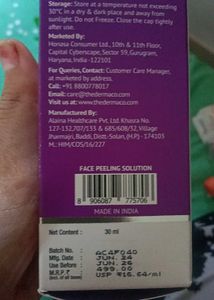 Storage: Store at a temperature not exceeding
30°C in a dry & dark place and away from
sunlight. Do not Freeze. Close the cap tightly
after use.
Marketed By:
Honasa Consumer Ltd., 10th & 11th Floor,
Capital Cyberscape, Sector 59, Gurugram,
Haryana, India -122101
For Queries, Contact: Customer Care Manager,
at marketed by address.
Call: +91 8800778017
Email: care@thedermaco.com
Visit us: www.thedermaco.com
Manufactured By:
Alaina Healthcare Pvt. Ltd. Khasra No.
127-132,707/133 & 685/608/32,Village
Jharmajri, Baddi, Distt.-Solan,(H.P.) -174103
M. L.: HIM/COS/16/227
FACE PEELING SOLUTION
8 906087 775706
MADE IN INDIA
Net Content : 30 ml
Batch No. AC4F040
Mfg. Date : JUN.24
Use Before :
M.R.P. ₹ : 499.00
(Incl. of all Taxes) USP ₹16.64/ml